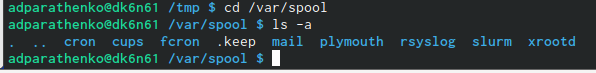 adparathenko@dk6n61 /tmp $ cd /var/spool
adparathenko@dk6n61 /var/spool $ ls -a
.  ..  cron  cups  fcron  .keep  mail  plymouth  rsyslog  slurm  xrootd
adparathenko@dk6n61 /var/spool $